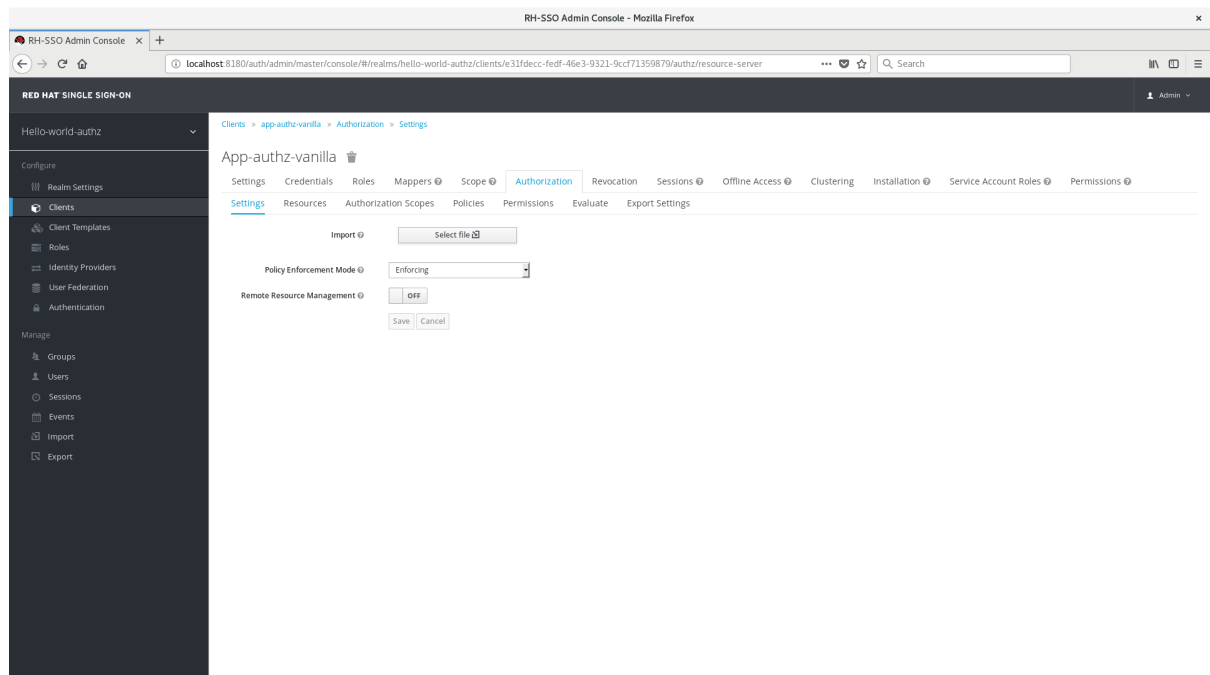 RH-SSO Admin Console - Mozilla Firefox
RH-SSO Admin Console
localhost:8180/auth/admin/master/console/#/realms/hello-world-authz/clients/e31fdecc-fedf-46e3-9321-9ccf71359879/authz/resource-server
Search
RED HAT SINGLE SIGN-ON
Admin
Hello-world-authz
Configure
Realm Settings
Clients
Client Templates
Roles
Identity Providers
User Federation
Authentication
Manage
Groups
Users
Sessions
Events
Import
Export
Clients » app-authz-vanilla » Authorization » Settings
App-authz-vanilla
Settings Credentials Roles Mappers Scope Authorization Revocation Sessions Offline Access Clustering Installation Service Account Roles Permissions
Settings Resources Authorization Scopes Policies Permissions Evaluate Export Settings
Import Select file
Policy Enforcement Mode Enforcing
Remote Resource Management OFF
Save Cancel